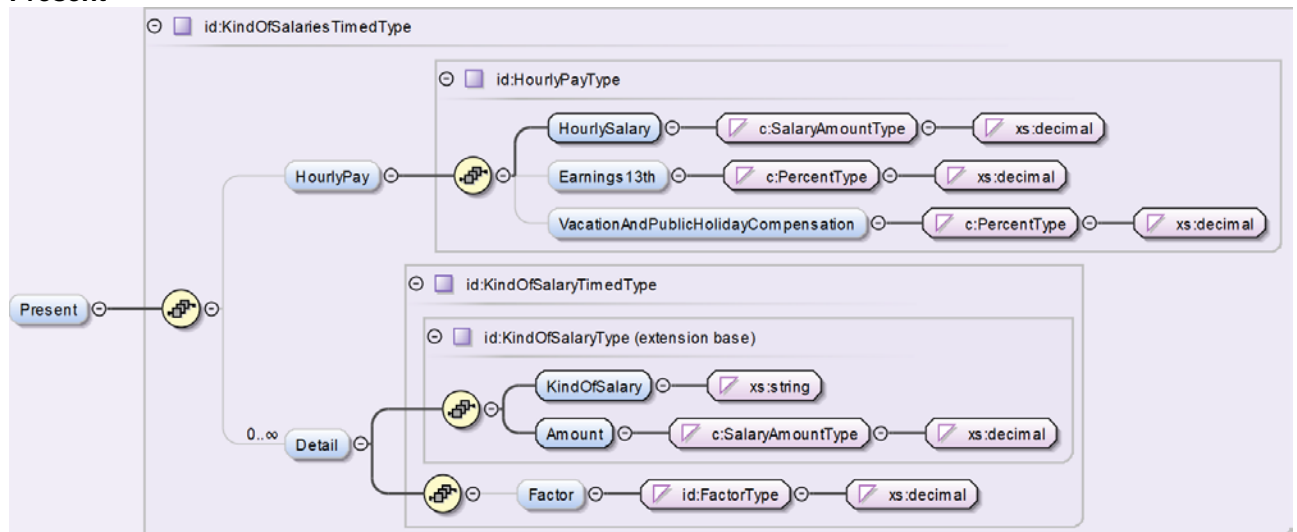 Present
id:KindOfSalariesTimedType
id:HourlyPayType
HourlySalary c:SalaryAmountType xs:decimal
HourlyPay Earnings13th c:PercentType xs:decimal
VacationAndPublicHolidayCompensation c:PercentType xs:decimal
id:KindOfSalaryTimedType
Present
id:KindOfSalaryType (extension base)
KindOfSalary xs:string
0..∞ Detail Amount c:SalaryAmountType xs:decimal
Factor id:FactorType xs:decimal